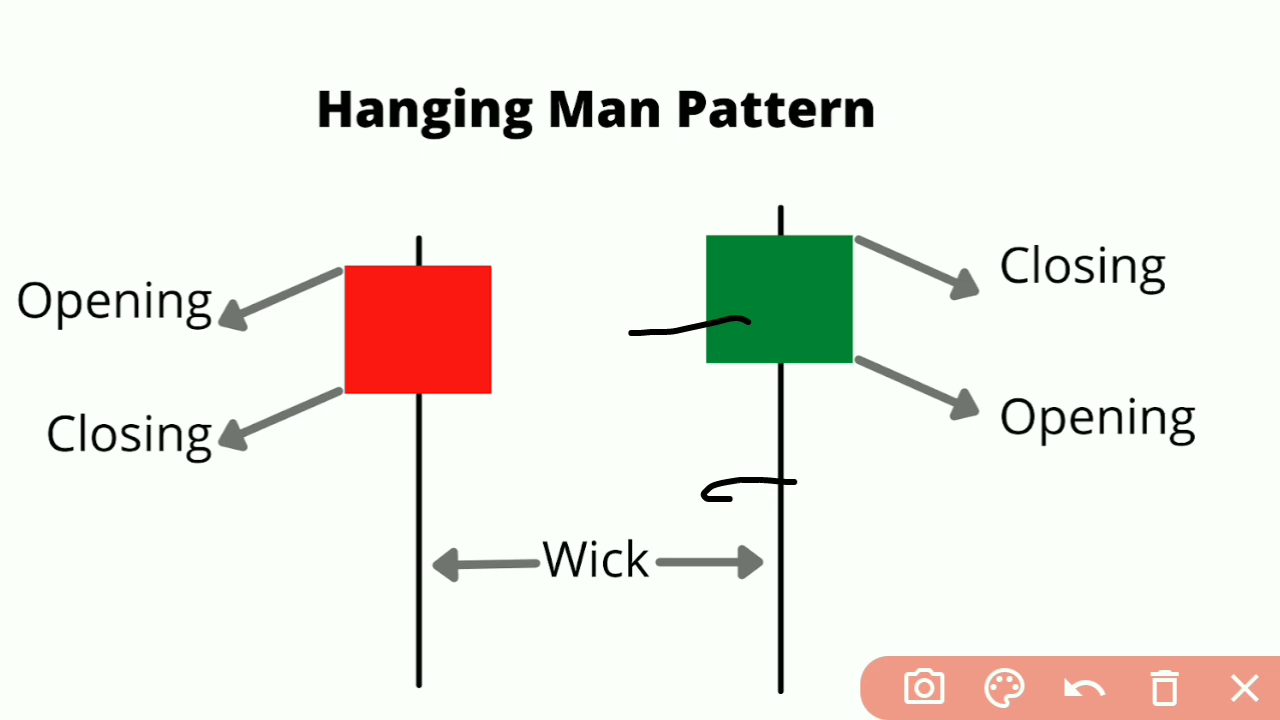 Hanging Man Pattern
Opening
Closing
Closing
Opening
Wick